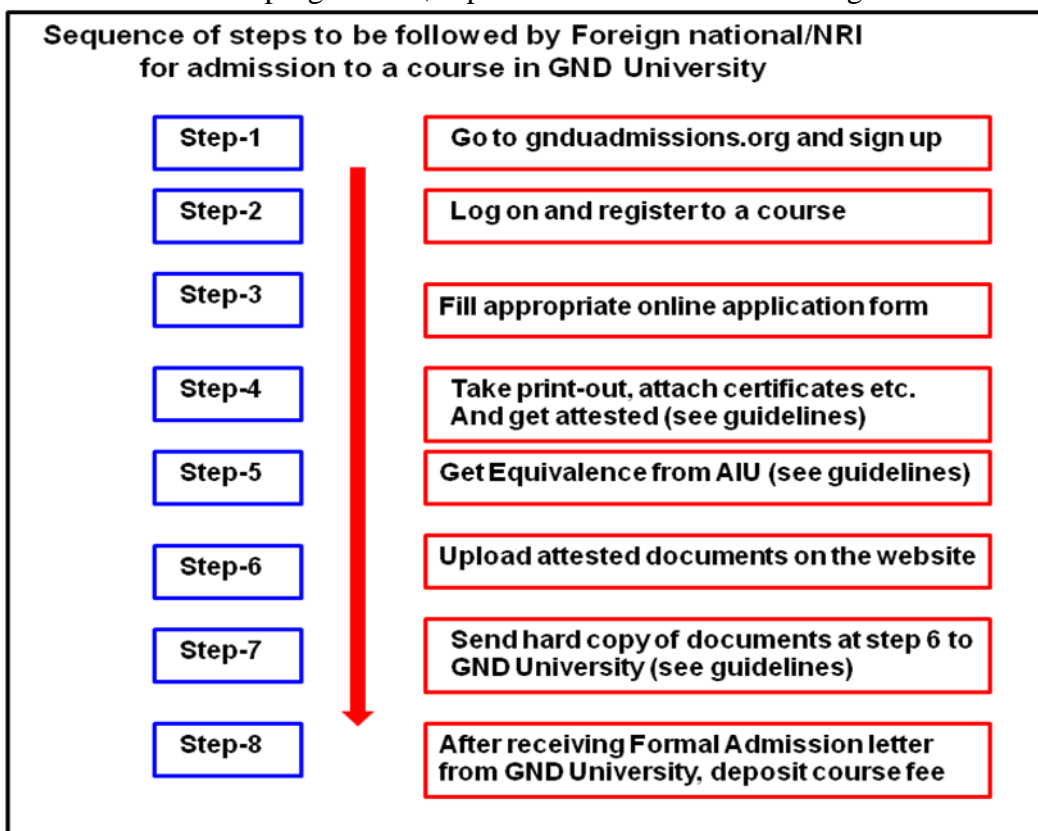 Sequence of steps to be followed by Foreign national/NRI
for admission to a course in GND University
Step-1
Go to gnduadmissions.org and sign up
Step-2
Log on and register to a course
Step-3
Fill appropriate online application form
Step-4
Take print-out, attach certificates etc.
And get attested (see guidelines)
Step-5
Get Equivalence from AIU (see guidelines)
Step-6
Upload attested documents on the website
Step-7
Send hard copy of documents at step 6 to
GND University (see guidelines)
Step-8
After receiving Formal Admission letter
from GND University, deposit course fee